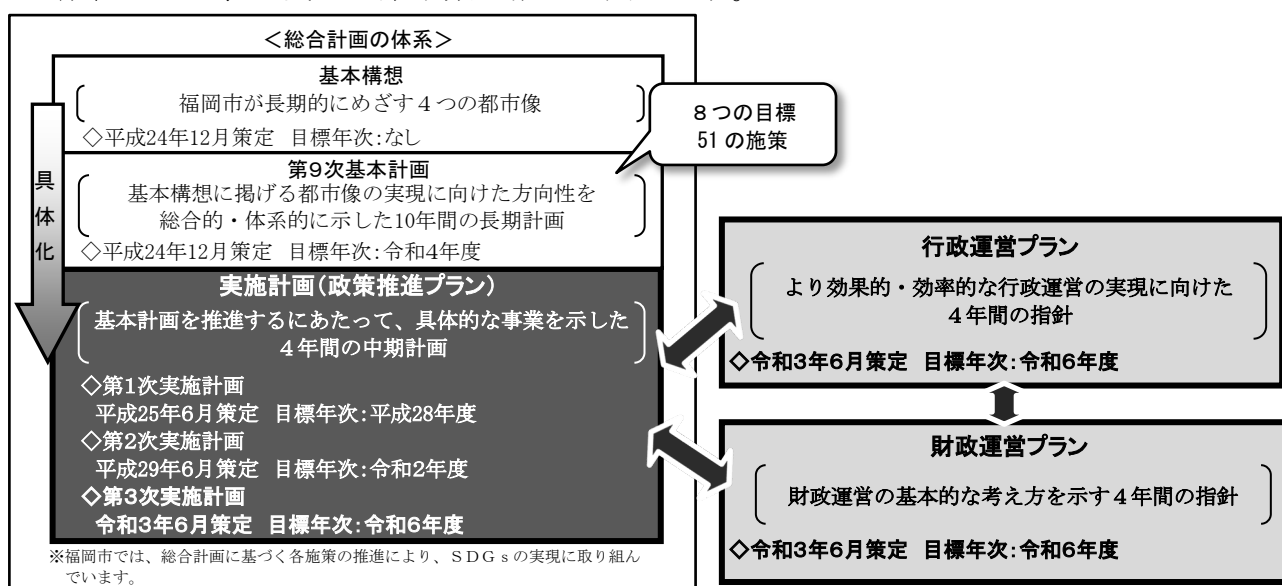 ＜総合計画の体系＞
基本構想
福岡市が長期的にめざす４つの都市像
◇平成24年12月策定　目標年次：なし
８つの目標
51の施策
第９次基本計画
基本構想に掲げる都市像の実現に向けた方向性を
総合的・体系的に示した10年間の長期計画
◇平成24年12月策定　目標年次：令和４年度
具体化
実施計画（政策推進プラン）
基本計画を推進するにあたって、具体的な事業を示した
４年間の中期計画
◇第１次実施計画
平成25年６月策定　目標年次：平成28年度
◇第２次実施計画
平成29年６月策定　目標年次：令和２年度
◇第３次実施計画
令和３年６月策定　目標年次：令和６年度
※福岡市では、総合計画に基づく各施策の推進により、ＳＤＧｓの実現に取り組ん
でいます。
行政運営プラン
より効果的・効率的な行政運営の実現に向けた
４年間の指針
◇令和３年６月策定　目標年次：令和６年度
財政運営プラン
財政運営の基本的な考え方を示す４年間の指針
◇令和３年６月策定　目標年次：令和６年度